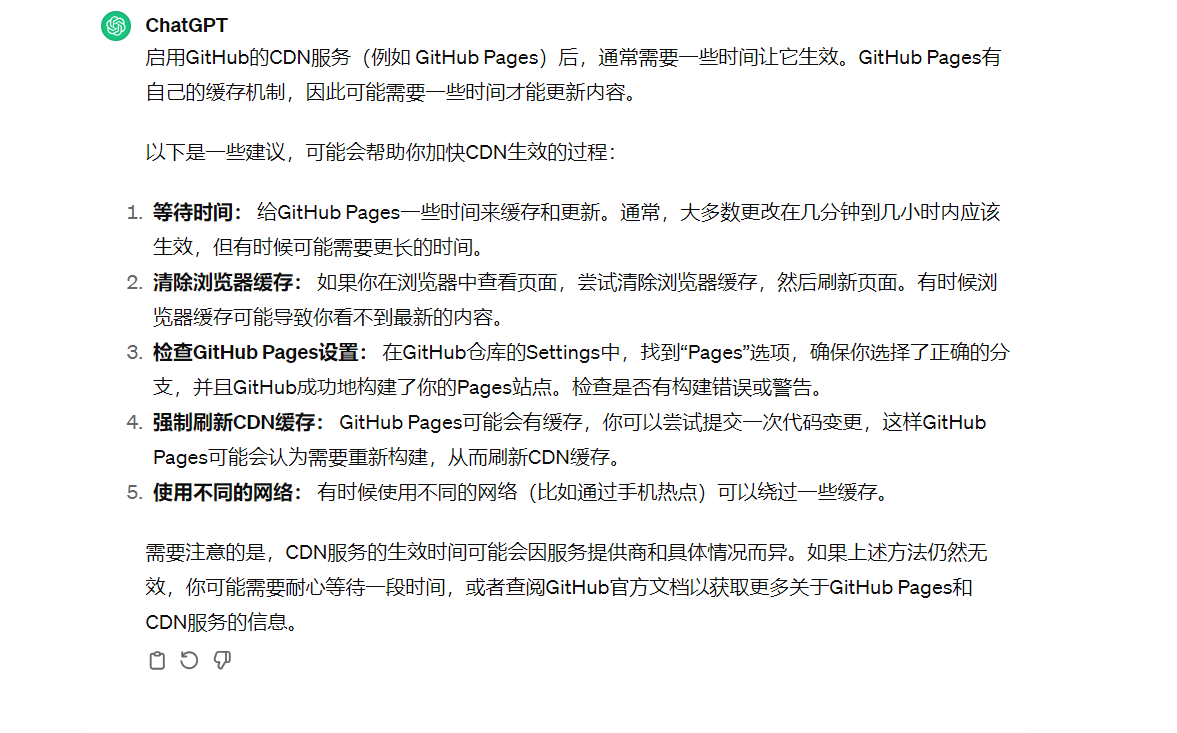 ChatGPT
启用GitHub的CDN服务（例如 GitHub Pages）后，通常需要一些时间让它生效。GitHub Pages有
自己的缓存机制，因此可能需要一些时间才能更新内容。
以下是一些建议，可能会帮助你加快CDN生效的过程：
1. 等待时间： 给GitHub Pages一些时间来缓存和更新。通常，大多数更改在几分钟到几小时内应该
生效，但有时候可能需要更长的时间。
2. 清除浏览器缓存： 如果你在浏览器中查看页面，尝试清除浏览器缓存，然后刷新页面。有时候浏
览器缓存可能导致你看不到最新的内容。
3. 检查GitHub Pages设置： 在GitHub仓库的Settings中，找到“Pages”选项，确保你选择了正确的分
支，并且GitHub成功地构建了你的Pages站点。检查是否有构建错误或警告。
4. 强制刷新CDN缓存： GitHub Pages可能会有缓存，你可以尝试提交一次代码变更，这样GitHub
Pages可能会认为需要重新构建，从而刷新CDN缓存。
5. 使用不同的网络： 有时候使用不同的网络（比如通过手机热点）可以绕过一些缓存。
需要注意的是，CDN服务的生效时间可能会因服务提供商和具体情况而异。如果上述方法仍然无
效，你可能需要耐心等待一段时间，或者查阅GitHub官方文档以获取更多关于GitHub Pages和
CDN服务的信息。